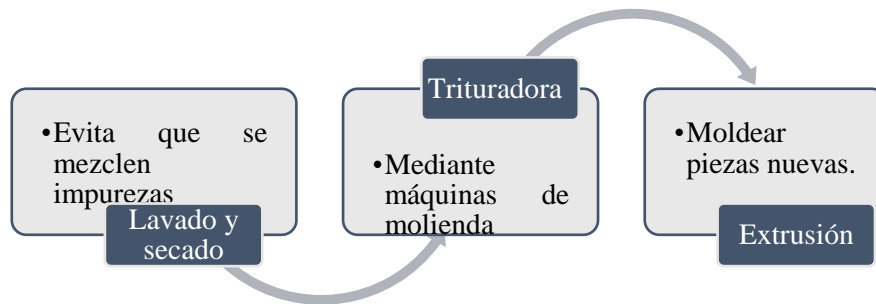 •Evita que se
mezclen
impurezas
Lavado y
secado
Trituradora
•Mediante
máquinas de
molienda
•Moldear
piezas nuevas.
Extrusión